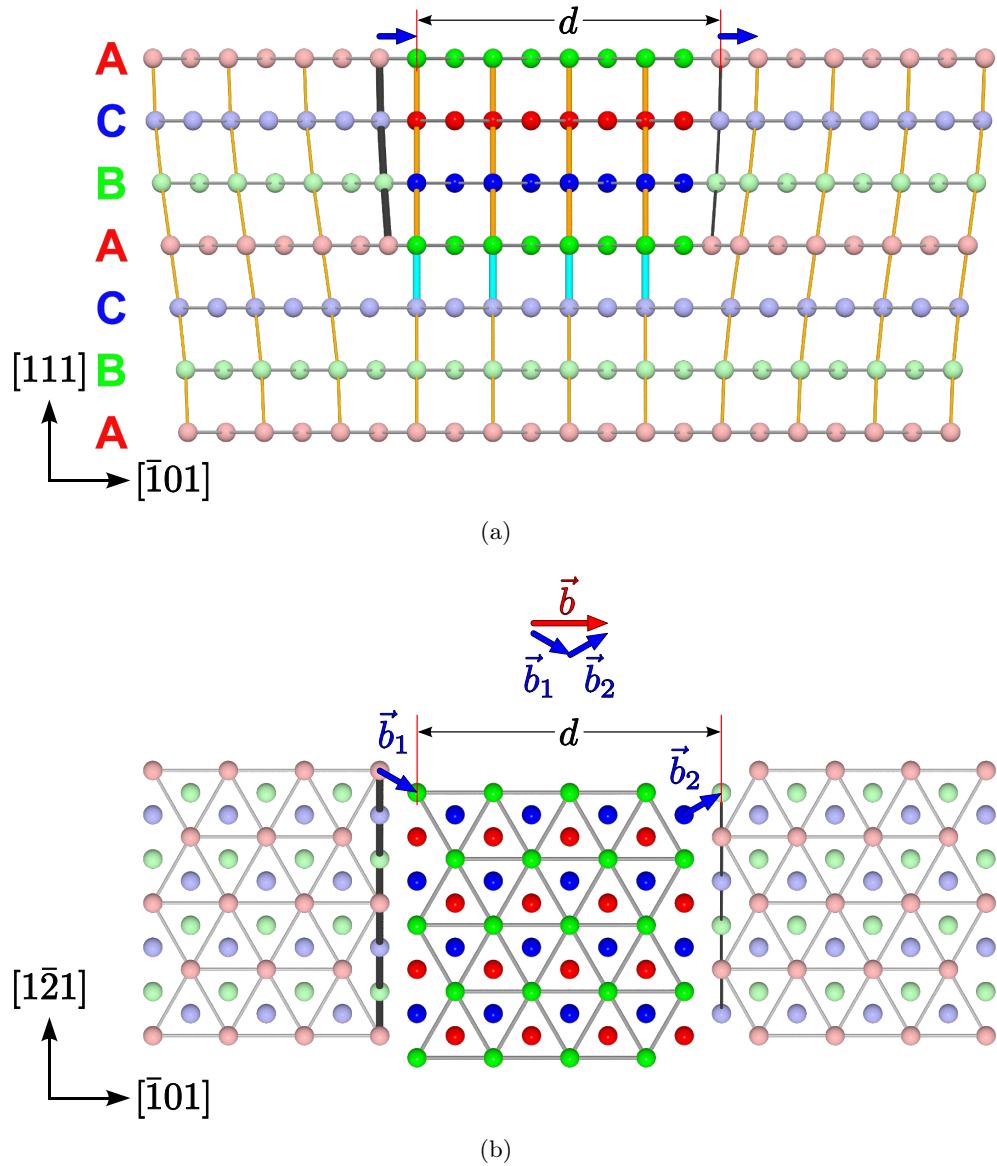 d
A
C
B
A
C
B
A
[111]
[1̄01]
(a)
b⃗
b⃗₁ b⃗₂
d
b⃗₁
b⃗₂
[12̄1]
[1̄01]
(b)